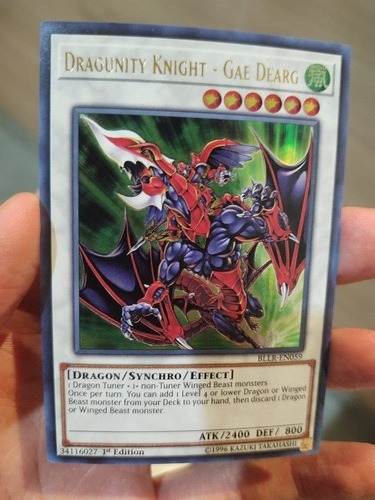 DRAGUNITY KNIGHT - GAE DEARG
風
BLLR-EN059
[DRAGON/SYNCHRO/EFFECT]
1 Dragon Tuner + 1+ non-Tuner Winged Beast monsters
Once per turn: You can add 1 Level 4 or lower Dragon or Winged
Beast monster from your Deck to your hand, then discard 1 Dragon
or Winged Beast monster.
ATK/2400 DEF/ 800
34116027 1st Edition ©1996 KAZUKI TAKAHASHI